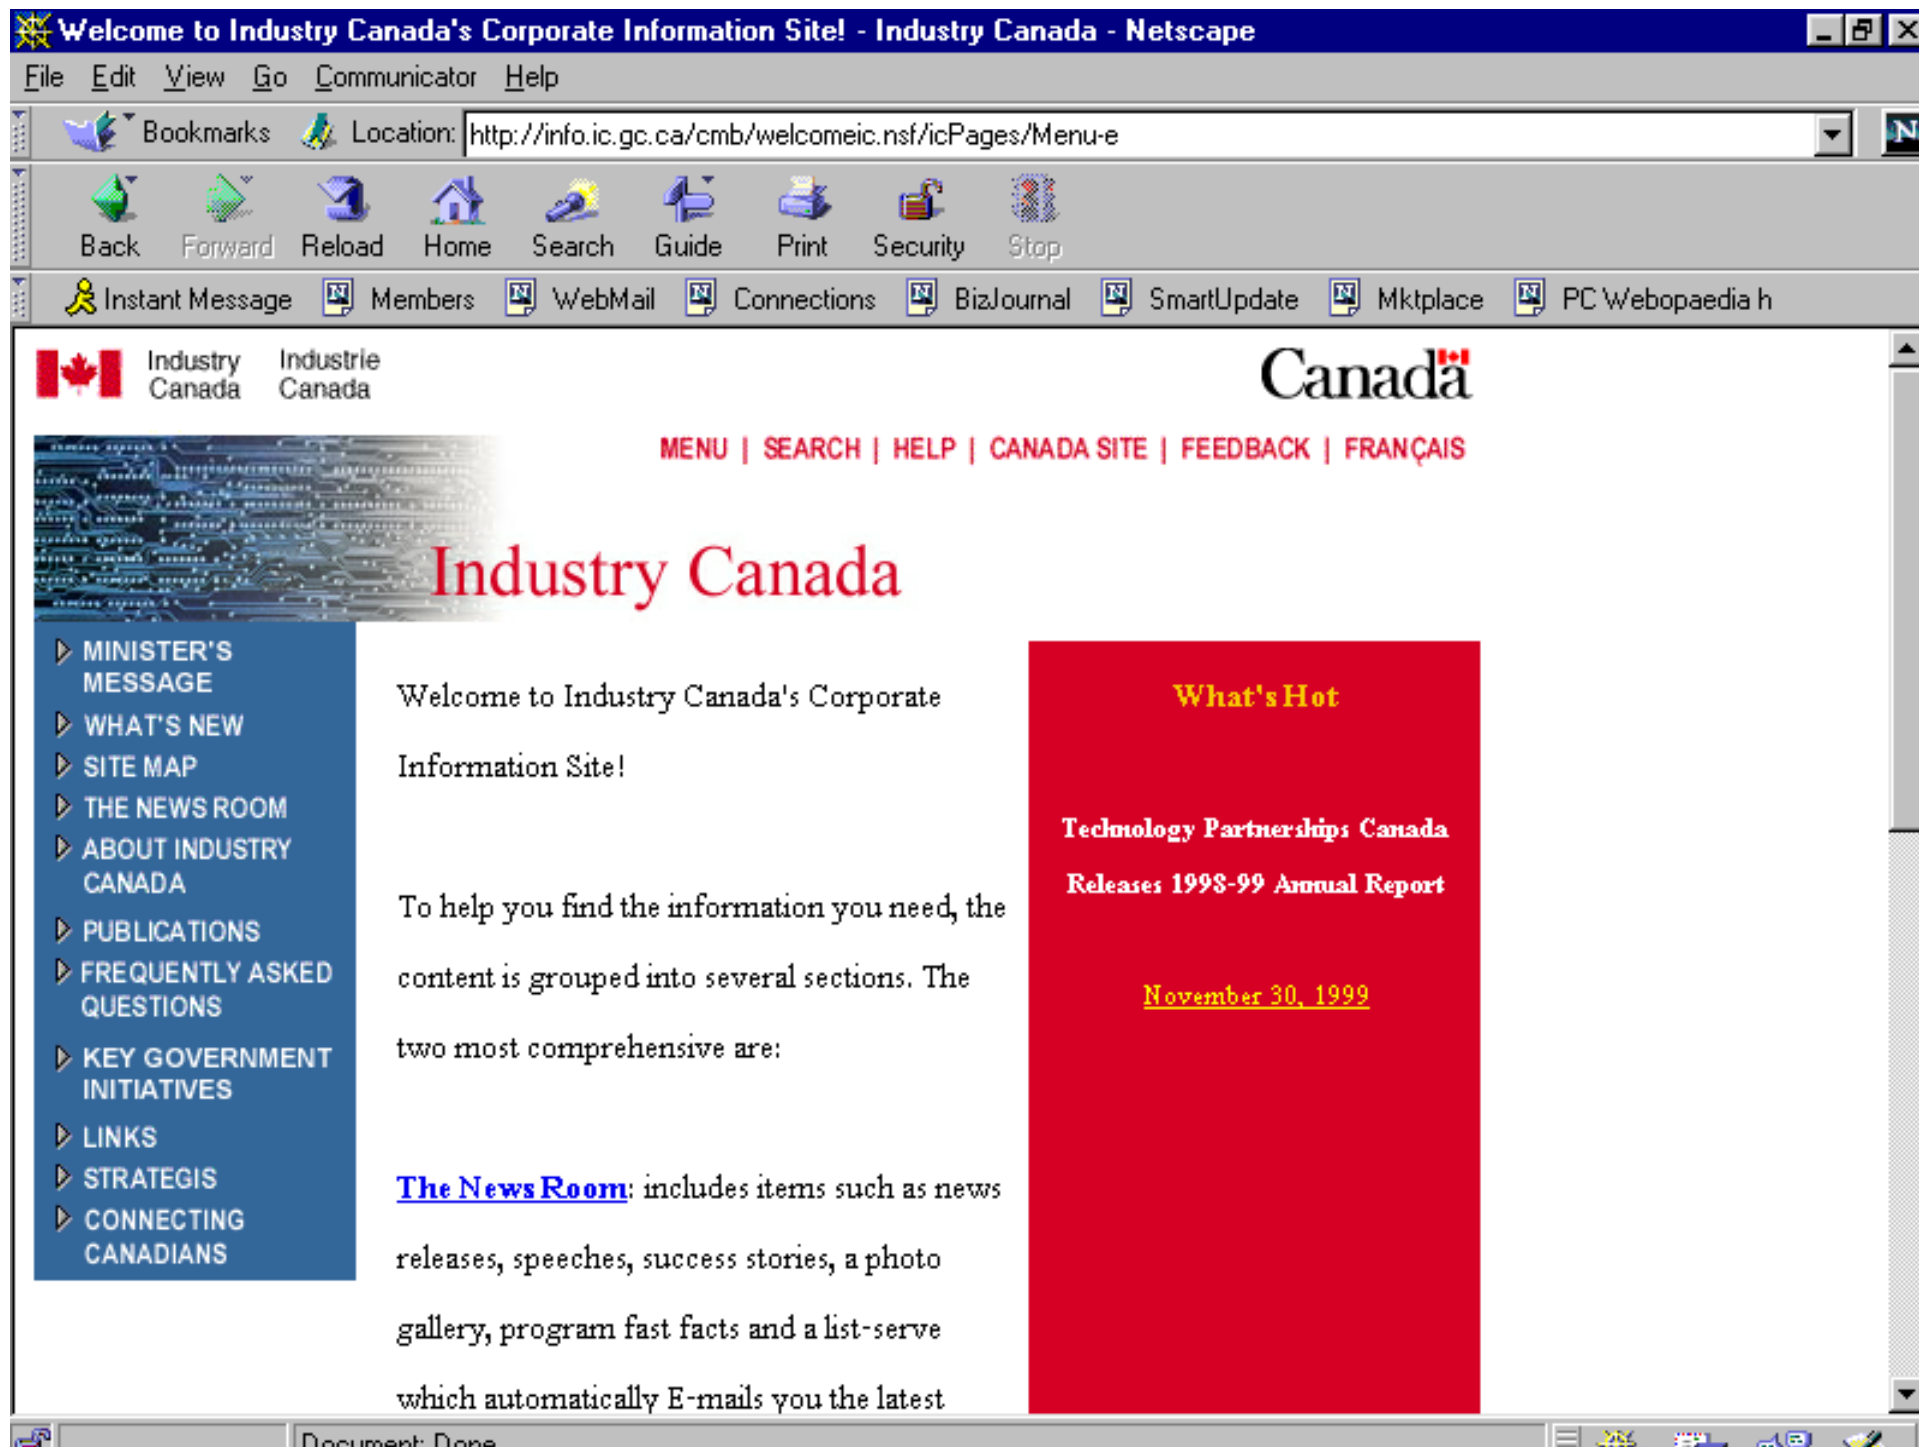 Welcome to Industry Canada's Corporate Information Site! - Industry Canada - Netscape
File Edit View Go Communicator Help
Bookmarks Location: http://info.ic.gc.ca/cmb/welcomeic.nsf/icPages/Menu-e
N
Back Forward Reload Home Search Guide Print Security Stop
Instant Message Members WebMail Connections BizJournal SmartUpdate Mktplace PC Webopaedia h
Industry Industrie
Canada Canada
Canada
MENU | SEARCH | HELP | CANADA SITE | FEEDBACK | FRANÇAIS
Industry Canada
MINISTER'S
MESSAGE
WHAT'S NEW
SITE MAP
THE NEWS ROOM
ABOUT INDUSTRY
CANADA
PUBLICATIONS
FREQUENTLY ASKED
QUESTIONS
KEY GOVERNMENT
INITIATIVES
LINKS
STRATEGIS
CONNECTING
CANADIANS
Welcome to Industry Canada's Corporate
Information Site!
To help you find the information you need, the
content is grouped into several sections. The
two most comprehensive are:
The News Room: includes items such as news
releases, speeches, success stories, a photo
gallery, program fast facts and a list-serve
which automatically E-mails you the latest
What's Hot
Technology Partnerships Canada
Releases 1998-99 Annual Report
November 30, 1999
Document: Done